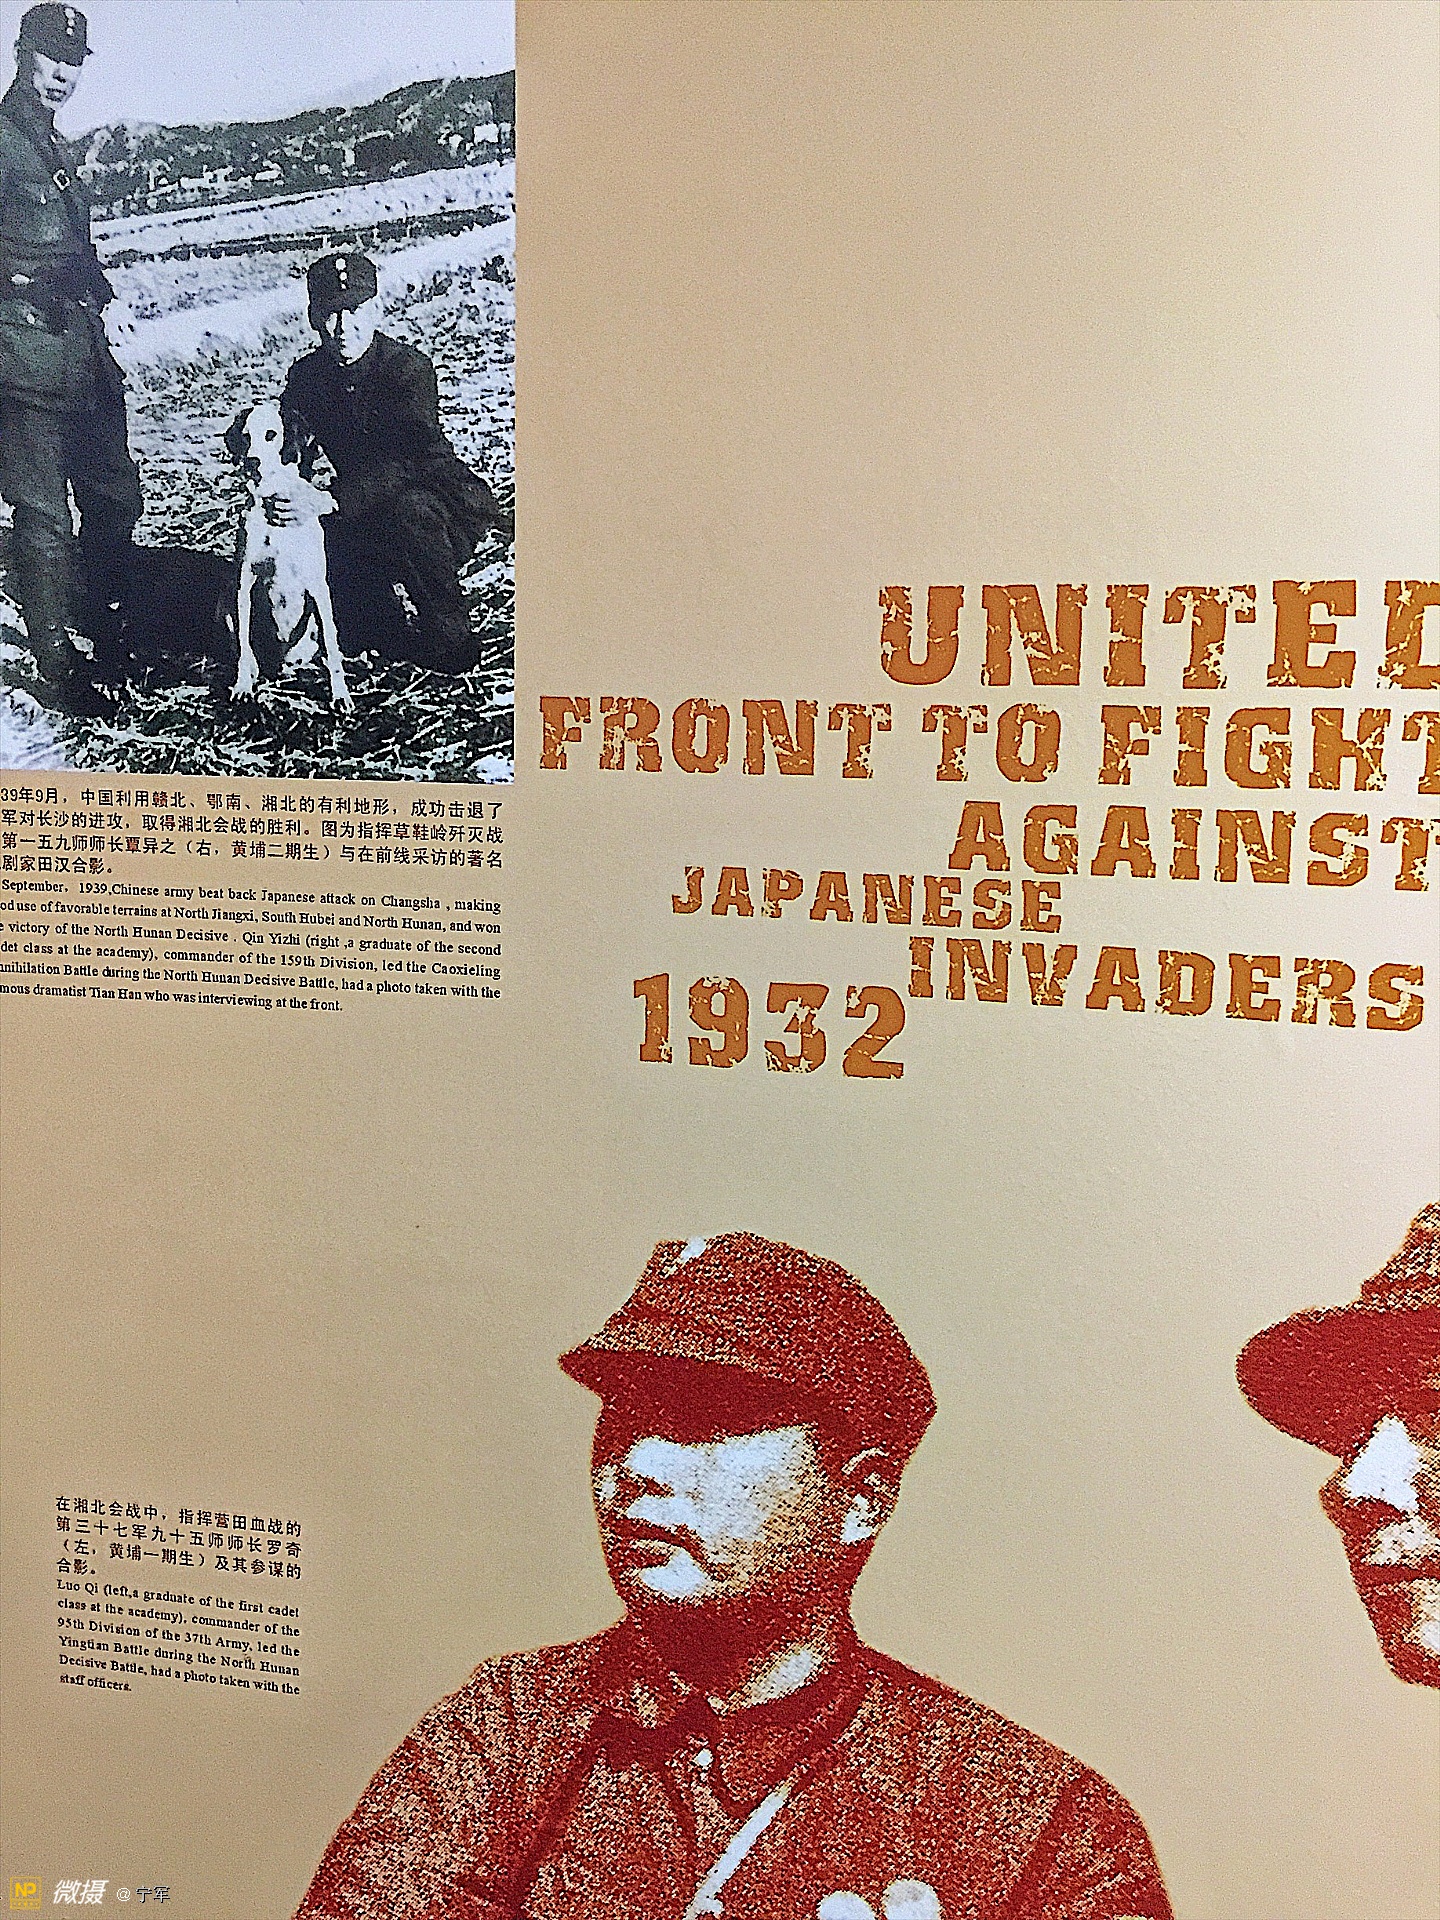 39年9月，中国利用赣北、鄂南、湘北的有利地形，成功击退了
军对长沙的进攻，取得湘北会战的胜利。图为指挥草鞋岭歼灭战
第一五九师师长覃异之（右，黄埔二期生）与在前线采访的著名
剧家田汉合影。
September, 1939,Chinese army beat back Japanese attack on Changsha , making
od use of favorable terrains at North Jiangxi, South Hubei and North Hunan, and won
e victory of the North Hunan Decisive . Qin Yizhi (right ,a graduate of the second
det class at the academy), commander of the 159th Division, led the Caoxieling
nnihilation Battle during the North Hunan Decisive Battle, had a photo taken with the
mous dramatist Tian Han who was interviewing at the front.
UNITED
FRONT TO FIGHT
AGAINST
JAPANESE
INVADERS
1932
在湘北会战中，指挥营田血战的
第三十七军九十五师师长罗奇
（左，黄埔一期生）及其参谋的
合影。
Luo Qi (left,a graduate of the first cadet
class at the academy), commander of the
95th Division of the 37th Army, led the
Yingtian Battle during the North Hunan
Decisive Battle, had a photo taken with the
staff officers.
NP 微摄 @ 宁军